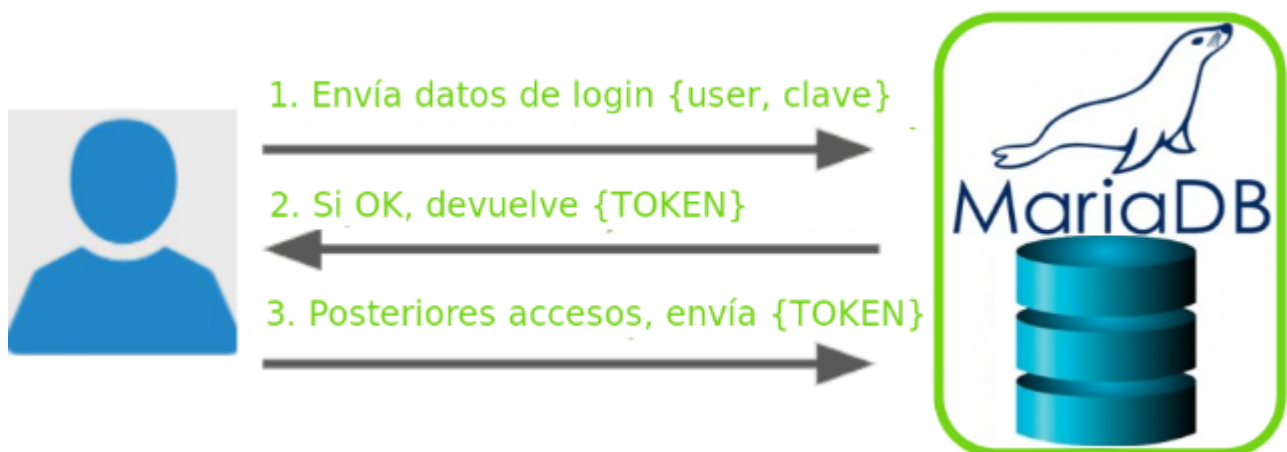 1. Envía datos de login {user, clave}
2. Si OK, devuelve {TOKEN}
3. Posteriores accesos, envía {TOKEN}
MariaDB